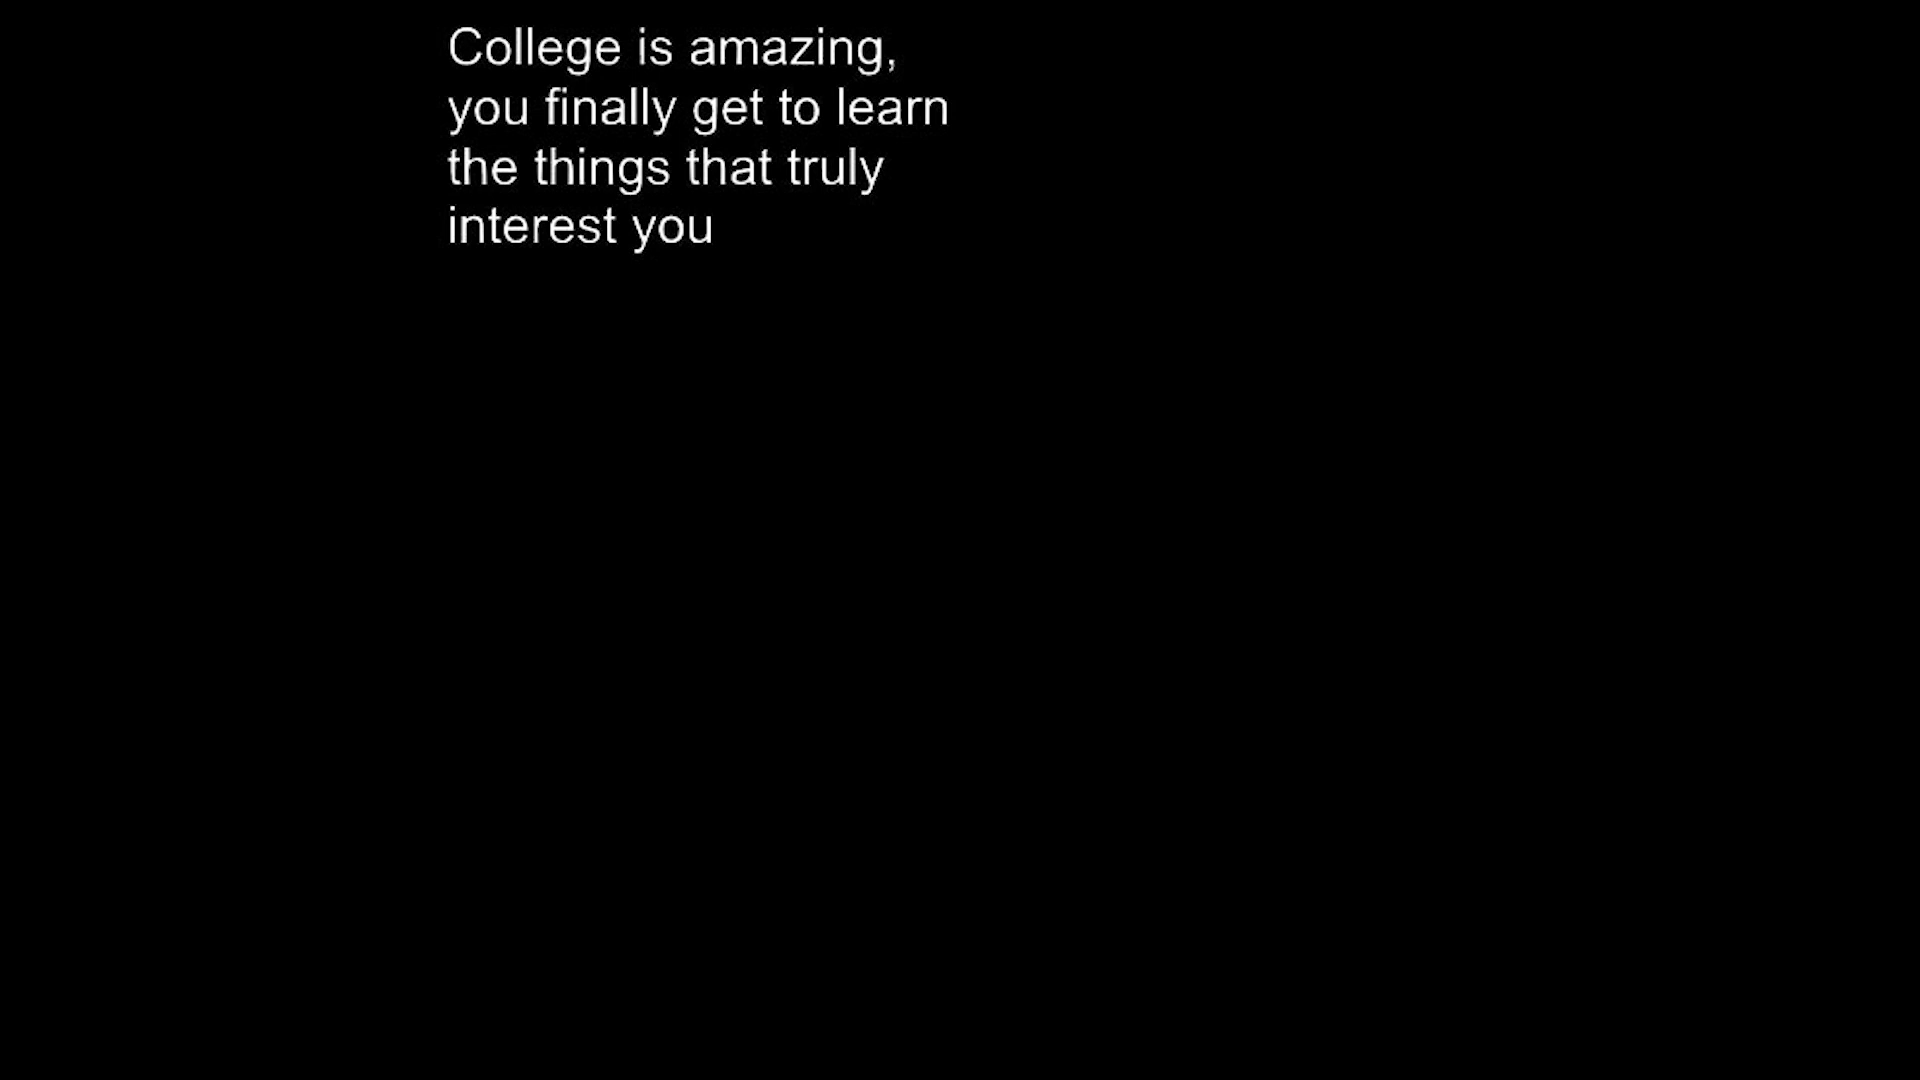 College is amazing,
you finally get to learn
the things that truly
interest you